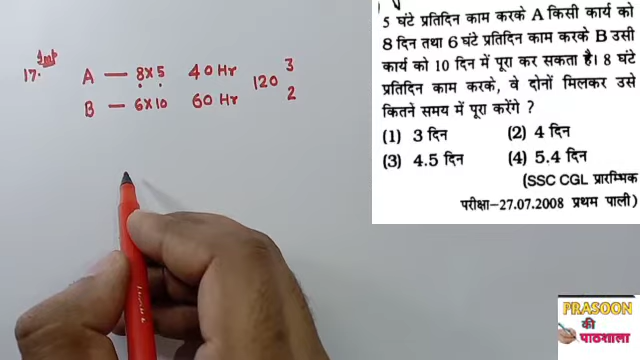 17. Imp
A — 8×5 40 Hr
B — 6×10 60 Hr
120
3
2
5 घंटे प्रतिदिन काम करके A किसी कार्य को
8 दिन तथा 6 घंटे प्रतिदिन काम करके B उसी
कार्य को 10 दिन में पूरा कर सकता है। 8 घंटे
प्रतिदिन काम करके, वे दोनों मिलकर उसे
कितने समय में पूरा करेंगे ?
(1) 3 दिन (2) 4 दिन
(3) 4.5 दिन (4) 5.4 दिन
(SSC CGL प्रारम्भिक
परीक्षा–27.07.2008 प्रथम पाली)
PRASOON
की
पाठशाला